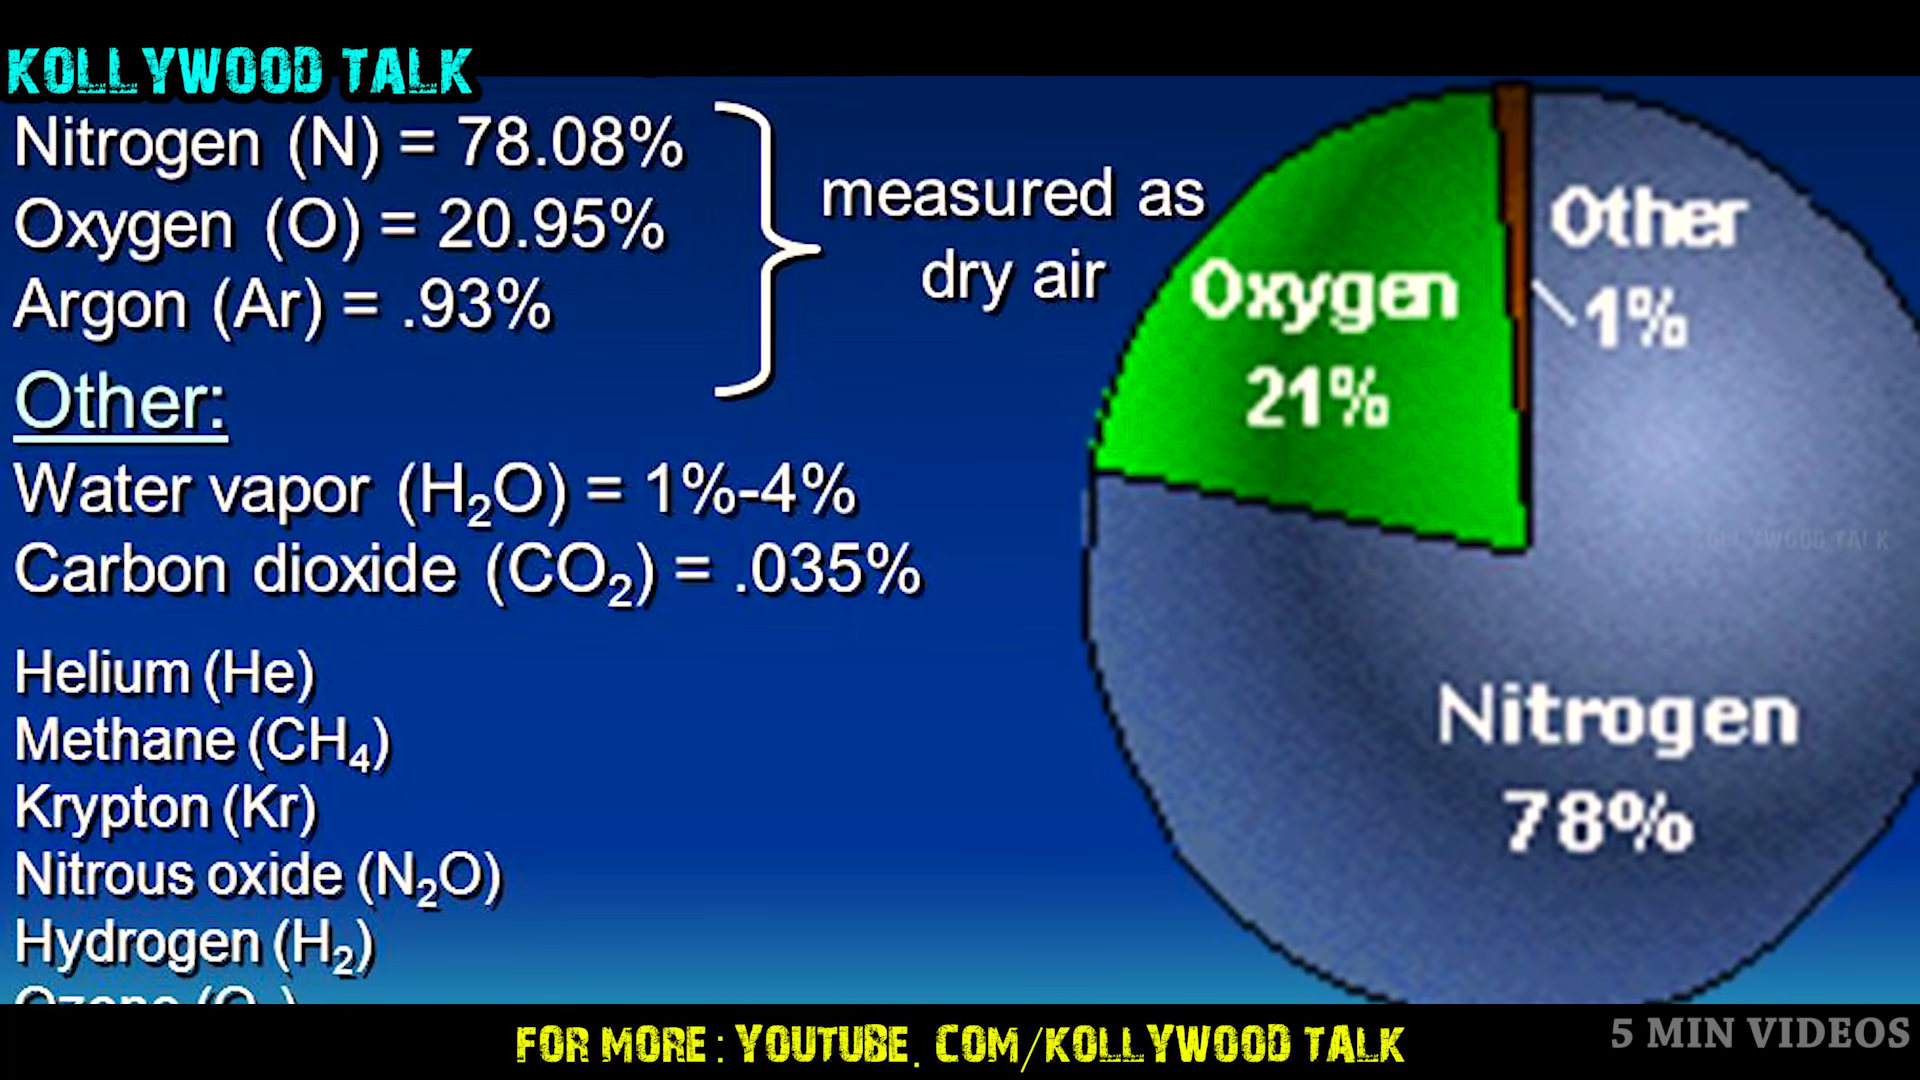 KOLLYWOOD TALK
Nitrogen (N) = 78.08%
Oxygen (O) = 20.95%
Argon (Ar) = .93%
measured as
dry air
Other:
Water vapor (H₂O) = 1%-4%
Carbon dioxide (CO₂) = .035%
Helium (He)
Methane (CH₄)
Krypton (Kr)
Nitrous oxide (N₂O)
Hydrogen (H₂)
Other
1%
Oxygen
21%
KOLLYWOOD TALK
Nitrogen
78%
FOR MORE : YOUTUBE. COM/KOLLYWOOD TALK
5 MIN VIDEOS